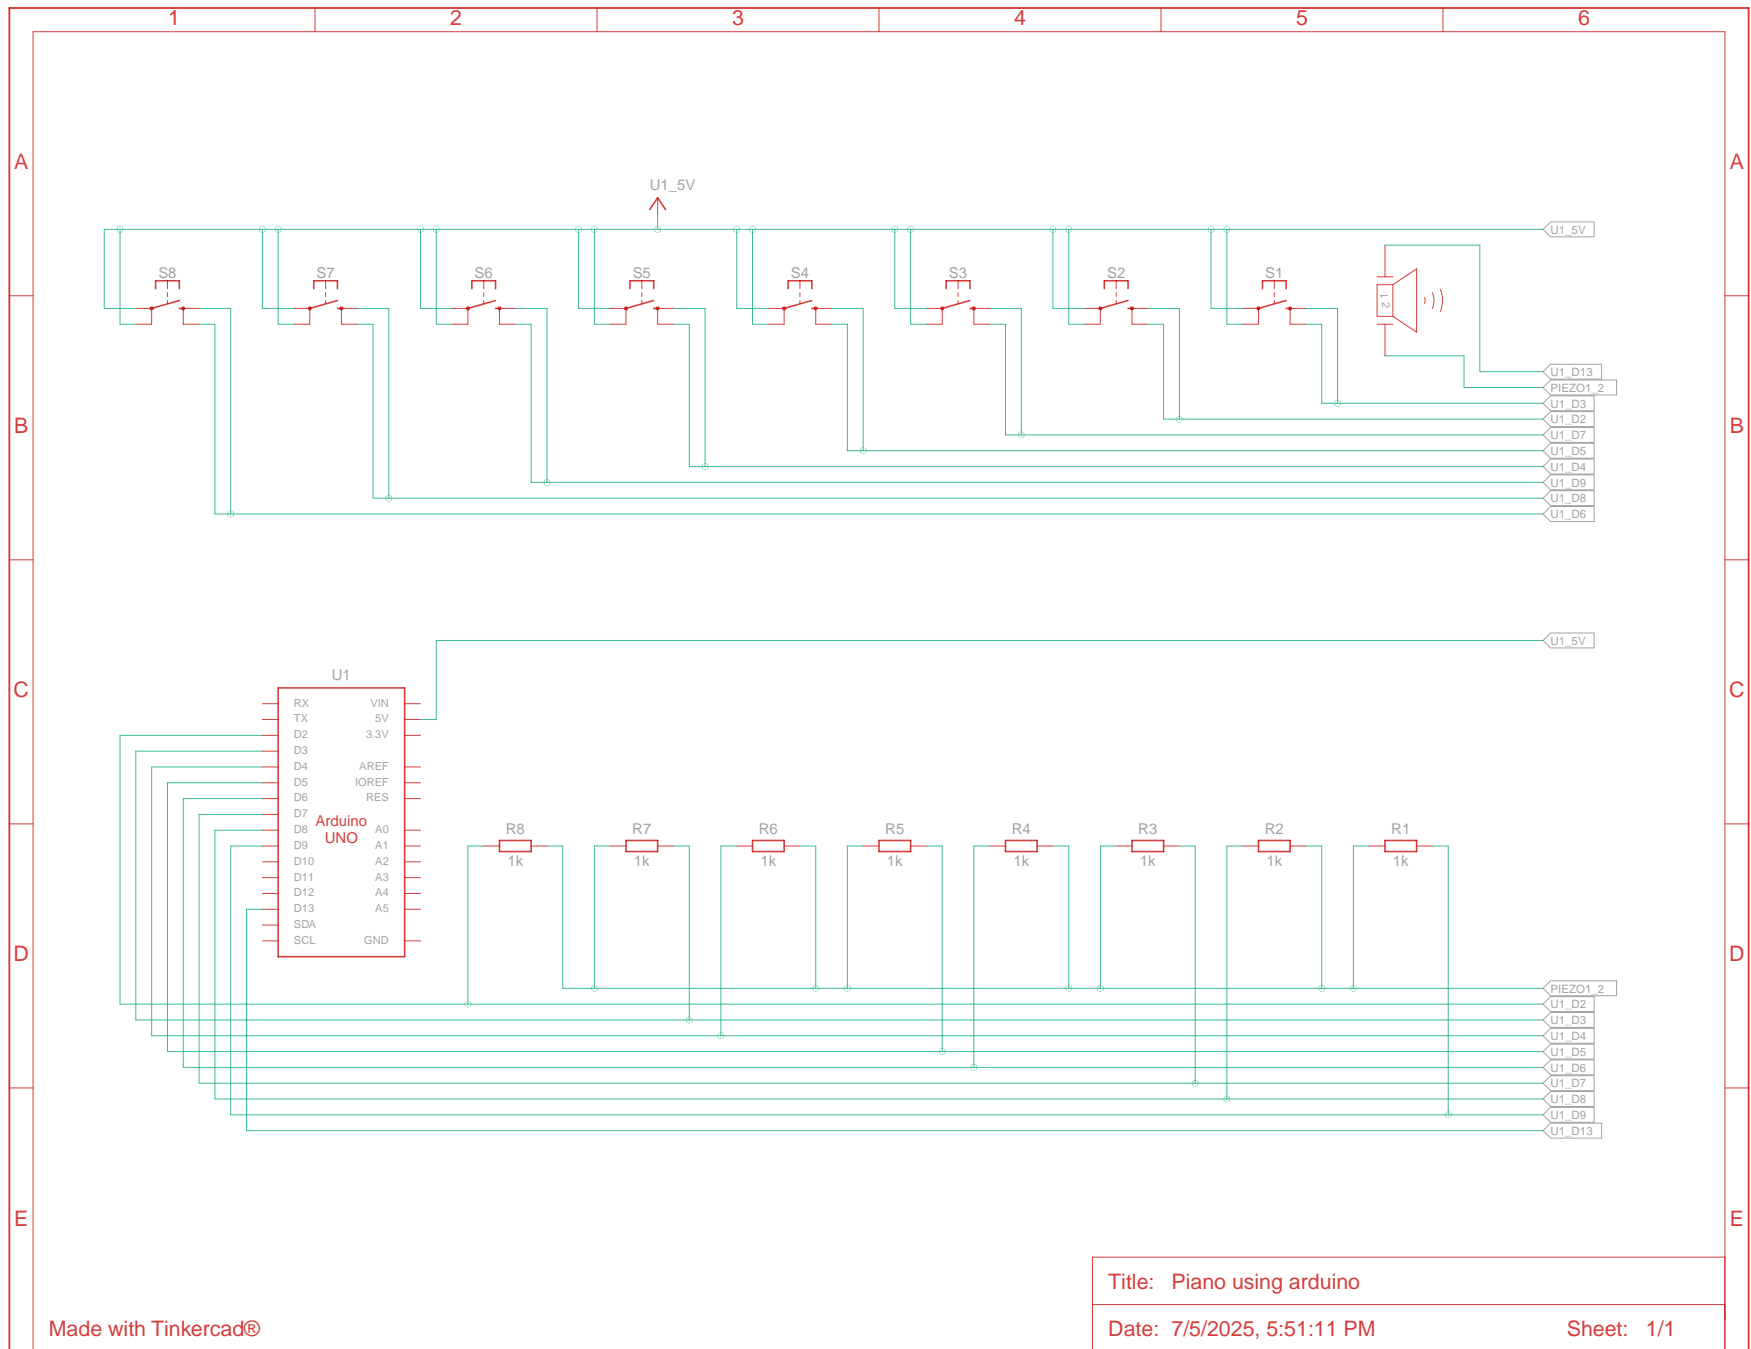 1 2 3 4 5 6
A A
U1_5V
U1_5V
S8 S7 S6 S5 S4 S3 S2 S1
1 2
U1_D13
PIEZO1_2
U1_D3
B U1_D2 B
U1_D7
U1_D5
U1_D4
U1_D9
U1_D8
U1_D6
U1_5V
U1
C C
RX VIN
TX 5V
D2 3.3V
D3
D4 AREF
D5 IOREF
D6 RES
D7
Arduino
UNO
D8 A0
D9 A1
D10 A2
D11 A3
D12 A4
D13 A5
SDA
SCL GND
R8 R7 R6 R5 R4 R3 R2 R1
1k 1k 1k 1k 1k 1k 1k 1k
D D
PIEZO1_2
U1_D2
U1_D3
U1_D4
U1_D5
U1_D6
U1_D7
U1_D8
U1_D9
U1_D13
E E
Title: Piano using arduino
Made with Tinkercad®
Date: 7/5/2025, 5:51:11 PM Sheet: 1/1